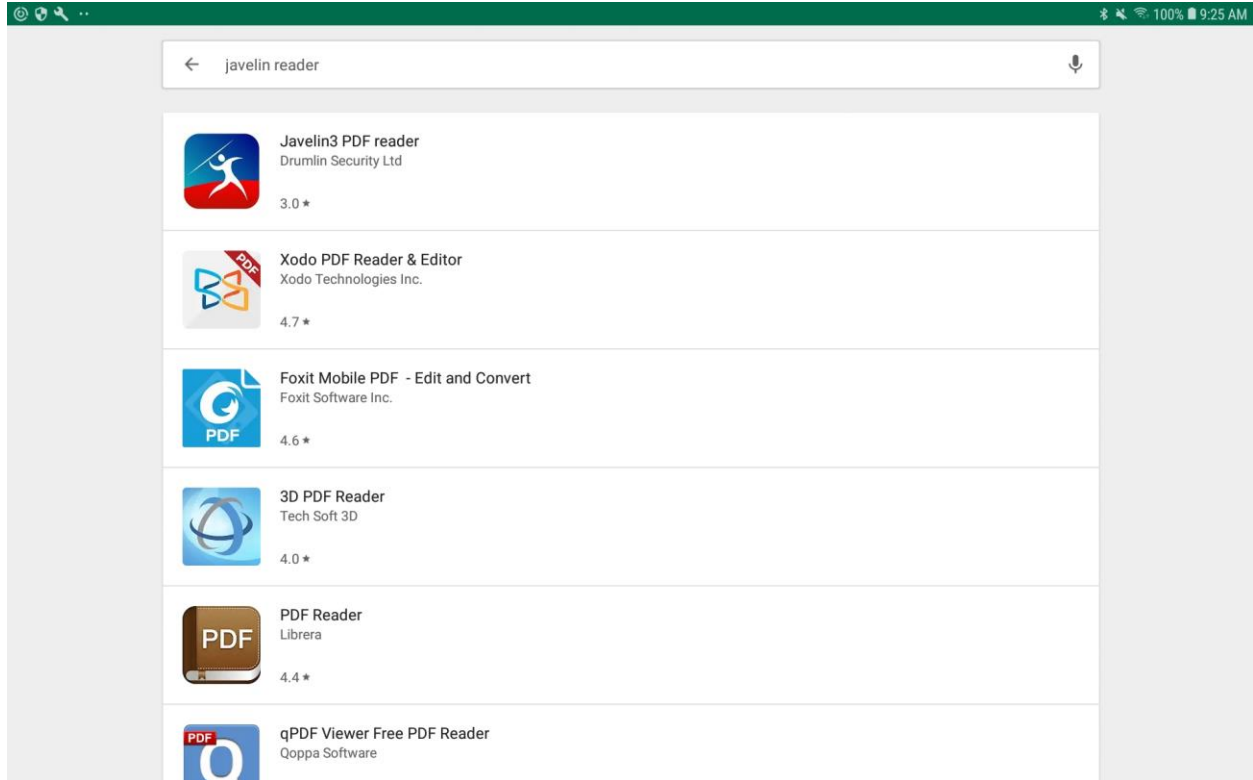 100% 9:25 AM
javelin reader
Javelin3 PDF reader
Drumlin Security Ltd
3.0 ★
PDF
Xodo PDF Reader & Editor
Xodo Technologies Inc.
4.7 ★
Foxit Mobile PDF - Edit and Convert
Foxit Software Inc.
PDF
4.6 ★
3D PDF Reader
Tech Soft 3D
4.0 ★
PDF Reader
PDF
Librera
4.4 ★
qPDF Viewer Free PDF Reader
PDF
Qoppa Software